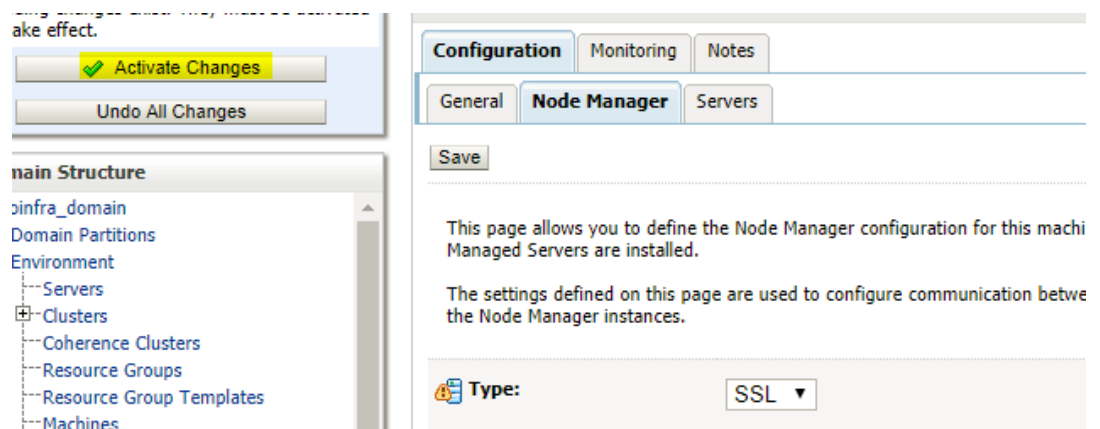 ake effect.
Activate Changes
Undo All Changes
main Structure
oinfra_domain
Domain Partitions
Environment
Servers
Clusters
Coherence Clusters
Resource Groups
Resource Group Templates
Machines
Configuration Monitoring Notes
General Node Manager Servers
Save
This page allows you to define the Node Manager configuration for this machi
Managed Servers are installed.
The settings defined on this page are used to configure communication betwe
the Node Manager instances.
Type: SSL